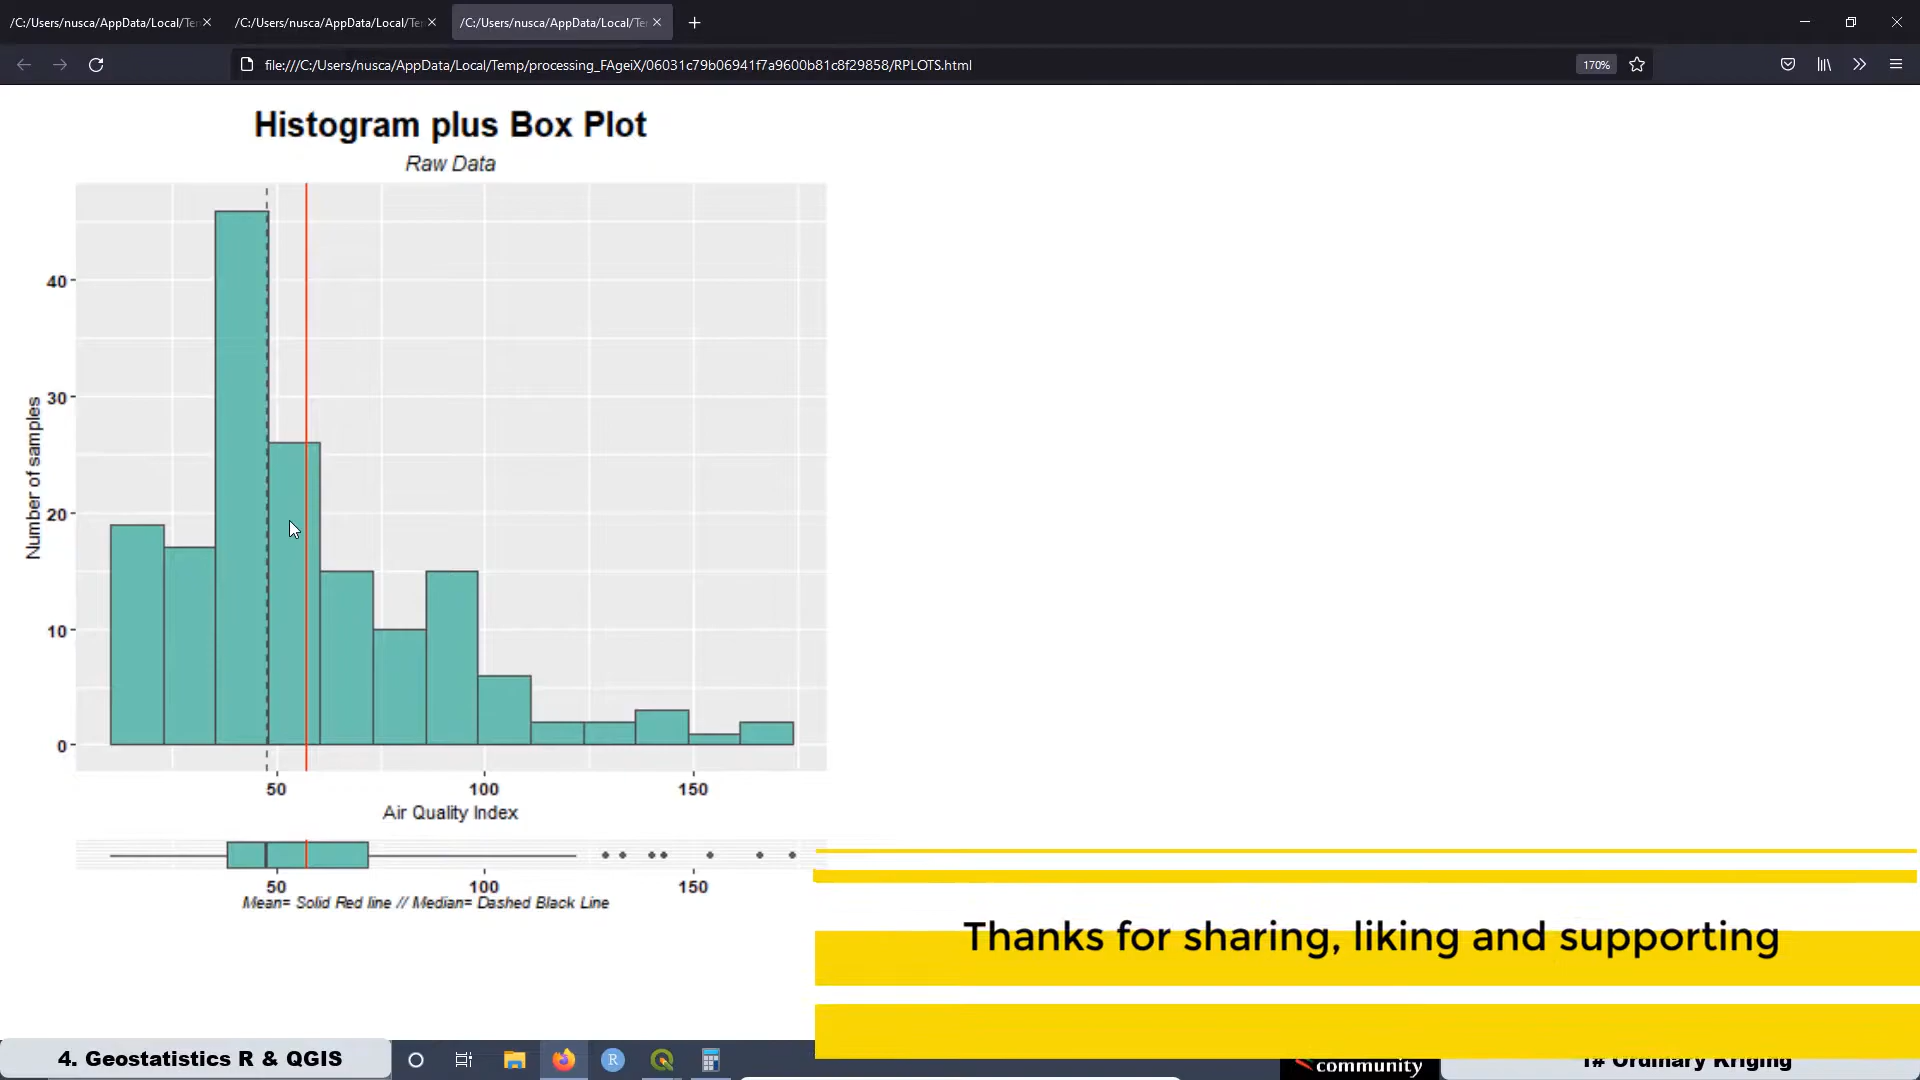 /C:/Users/nusca/AppData/Local/Te
/C:/Users/nusca/AppData/Local/Te
/C:/Users/nusca/AppData/Local/Te
file:///C:/Users/nusca/AppData/Local/Temp/processing_FAgeiX/06031c79b06941f7a9600b81c8f29858/RPLOTS.html
170%
Histogram plus Box Plot
Raw Data
Number of samples
40
30
20
10
0
50 100 150
Air Quality Index
50 100 150
Mean= Solid Red line // Median= Dashed Black Line
Thanks for sharing, liking and supporting
4. Geostatistics R & QGIS
R
community
1# Ordinary Kriging